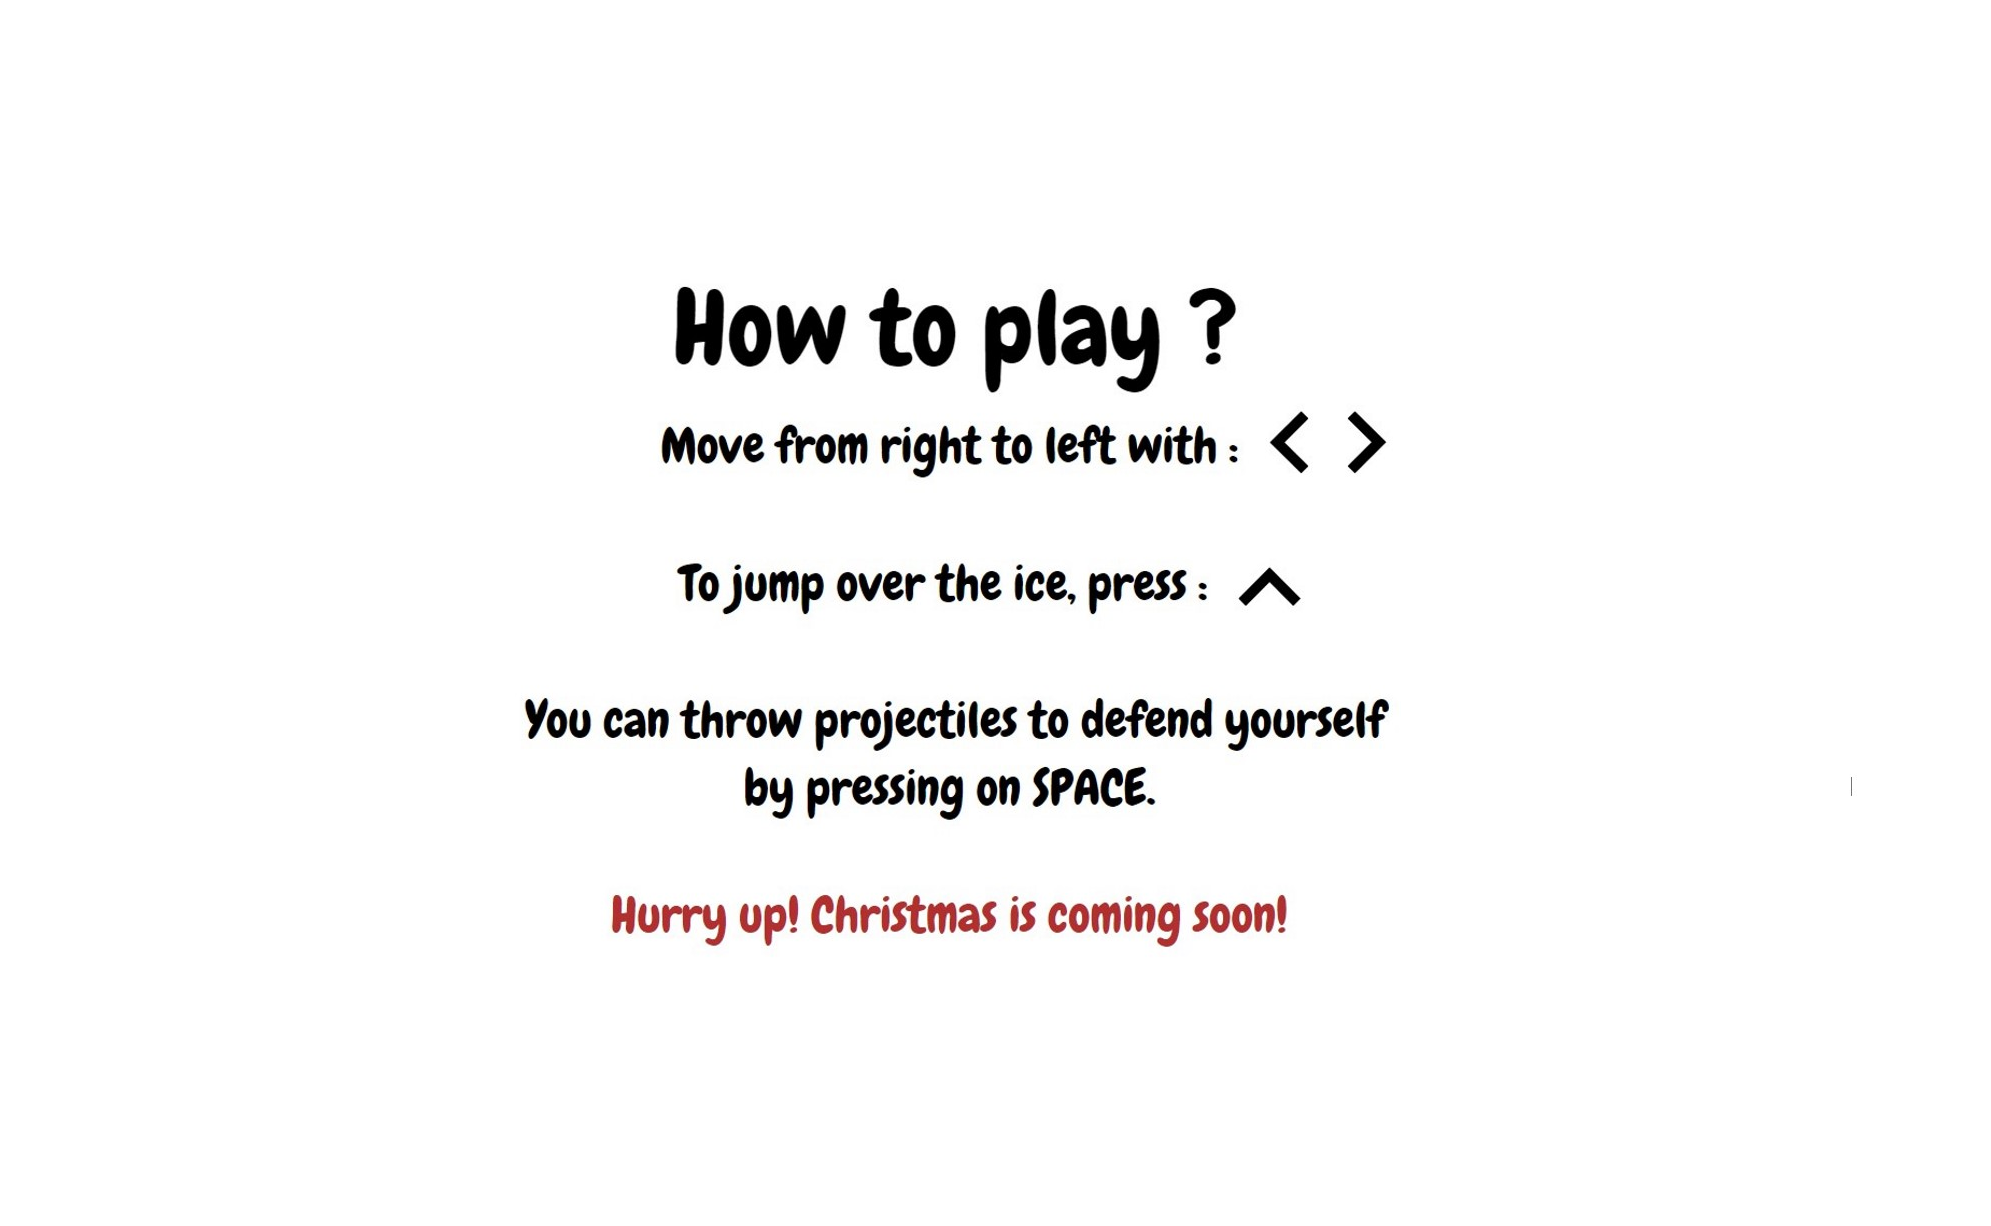 How to play ?
Move from right to left with : < >
To jump over the ice, press : ^
You can throw projectiles to defend yourself
by pressing on SPACE.
Hurry up! Christmas is coming soon!